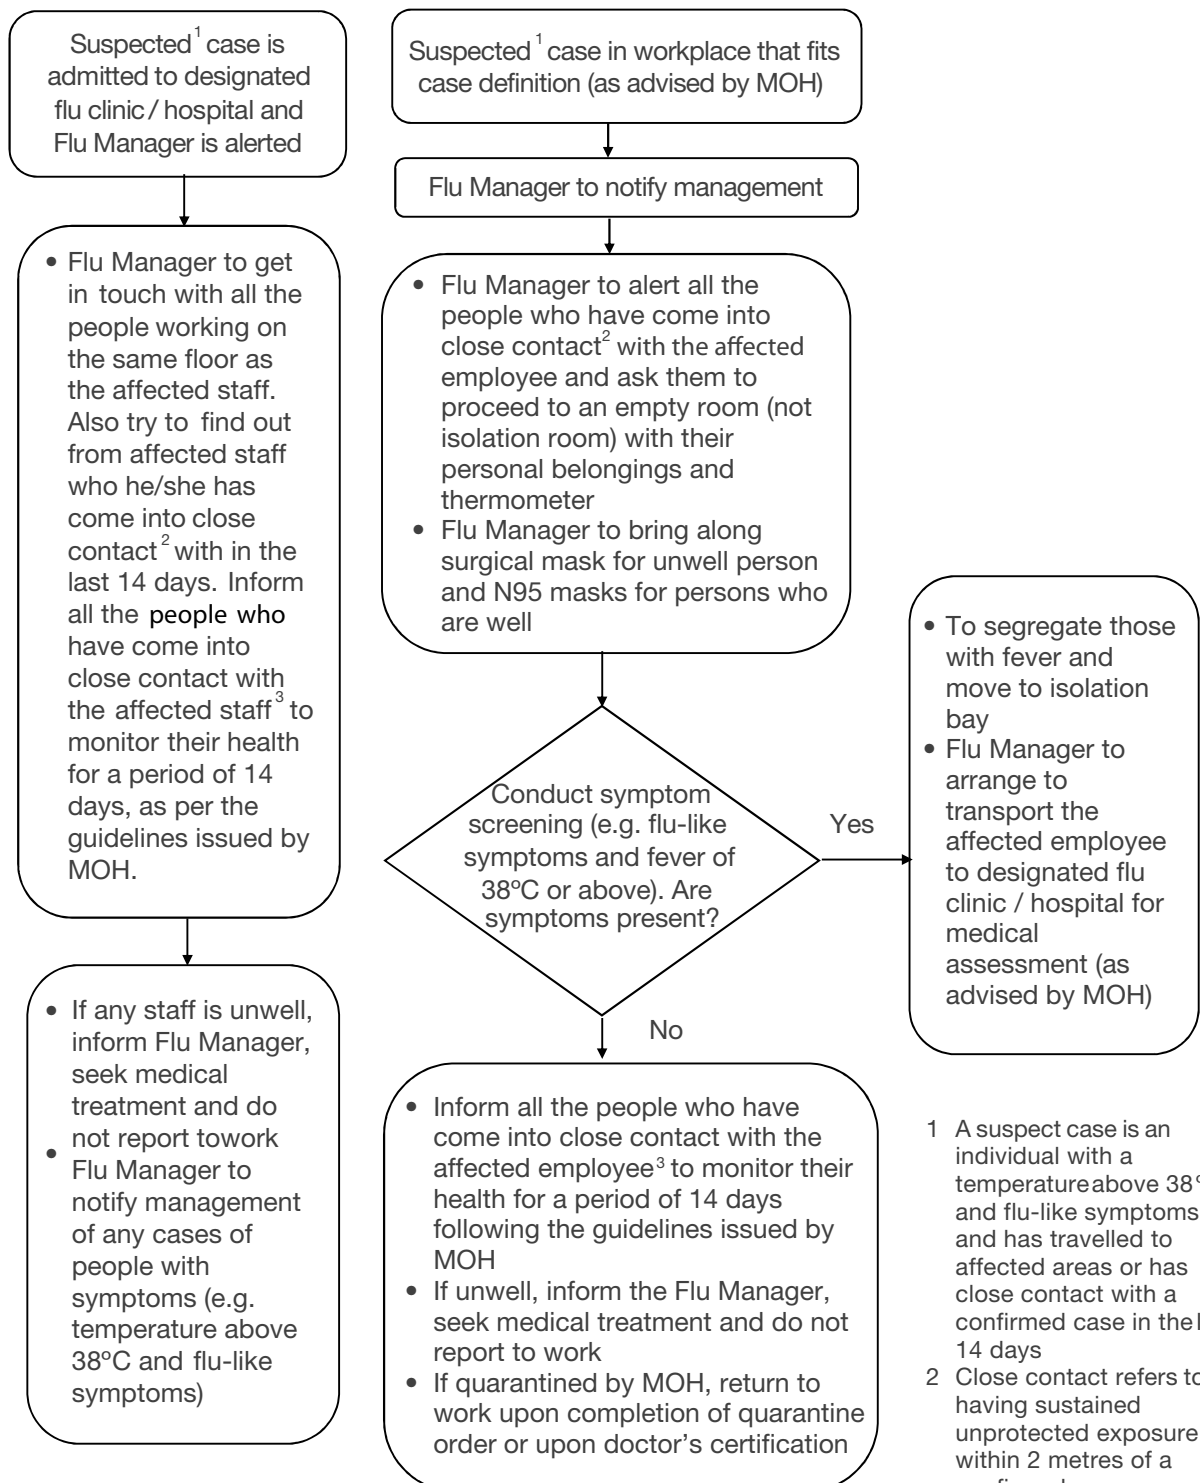 Suspected¹ case is
admitted to designated
flu clinic / hospital and
Flu Manager is alerted
• Flu Manager to get
in touch with all the
people working on
the same floor as
the affected staff.
Also try to find out
from affected staff
who he/she has
come into close
contact² with in the
last 14 days. Inform
all the people who
have come into
close contact with
the affected staff³ to
monitor their health
for a period of 14
days, as per the
guidelines issued by
MOH.
• If any staff is unwell,
inform Flu Manager,
seek medical
treatment and do
not report towork
• Flu Manager to
notify management
of any cases of
people with
symptoms (e.g.
temperature above
38ºC and flu-like
symptoms)
Suspected¹ case in workplace that fits
case definition (as advised by MOH)
Flu Manager to notify management
• Flu Manager to alert all the
people who have come into
close contact² with the affected
employee and ask them to
proceed to an empty room (not
isolation room) with their
personal belongings and
thermometer
• Flu Manager to bring along
surgical mask for unwell person
and N95 masks for persons who
are well
Conduct symptom
screening (e.g. flu-like
symptoms and fever of
38ºC or above). Are
symptoms present?
Yes
• To segregate those
with fever and
move to isolation
bay
• Flu Manager to
arrange to
transport the
affected employee
to designated flu
clinic / hospital for
medical
assessment (as
advised by MOH)
No
• Inform all the people who have
come into close contact with the
affected employee³ to monitor their
health for a period of 14 days
following the guidelines issued by
MOH
• If unwell, inform the Flu Manager,
seek medical treatment and do not
report to work
• If quarantined by MOH, return to
work upon completion of quarantine
order or upon doctor’s certification
1 A suspect case is an
individual with a
temperature above 38º
and flu-like symptoms
and has travelled to
affected areas or has
close contact with a
confirmed case in the
14 days
2 Close contact refers to
having sustained
unprotected exposure
within 2 metres of a